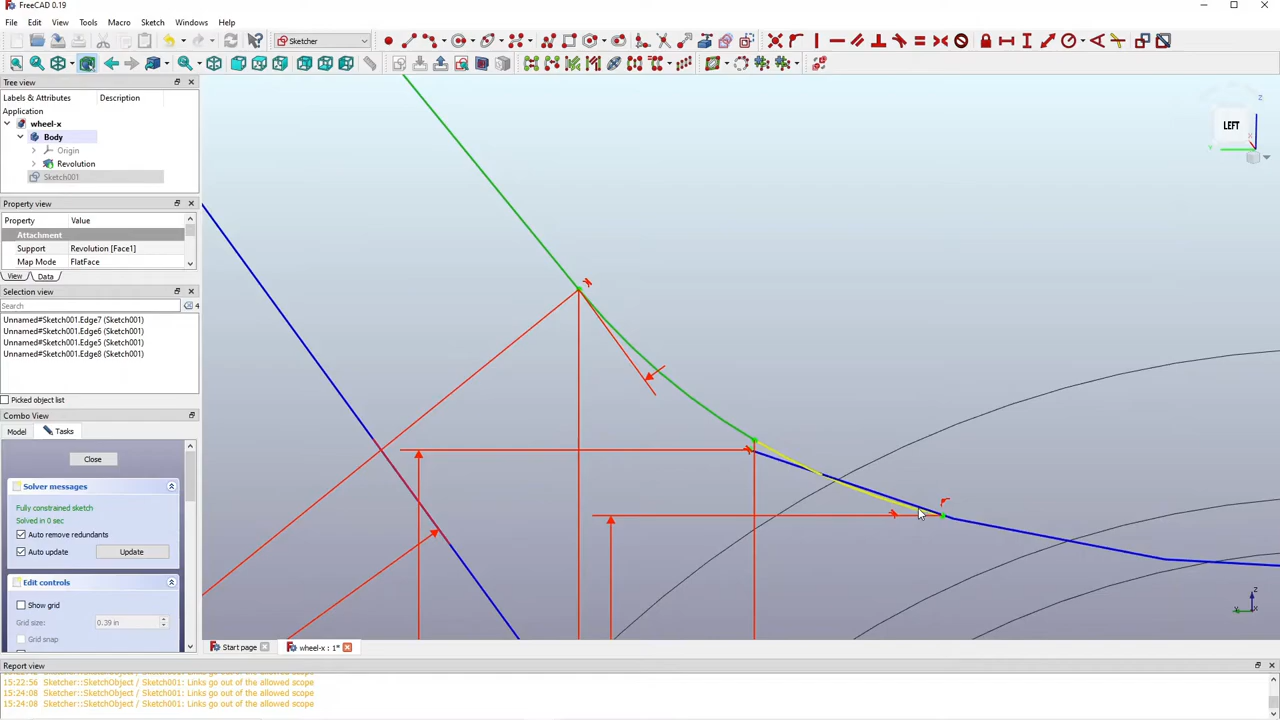 FreeCAD 0.19
File Edit View Tools Macro Sketch Windows Help
Sketcher
Tree view
Labels & Attributes Description
Application
wheel-x
Body
Origin
Revolution
Sketch001
Property view
Property Value
Attachment
Support Revolution [Face1]
Map Mode FlatFace
View Data
Selection view
Search 4
Unnamed#Sketch001.Edge7 (Sketch001)
Unnamed#Sketch001.Edge6 (Sketch001)
Unnamed#Sketch001.Edge5 (Sketch001)
Unnamed#Sketch001.Edge8 (Sketch001)
Picked object list
Combo View
Model Tasks
Close
Solver messages
Fully constrained sketch
Solved in 0 sec
Auto remove redundants
Auto update Update
Edit controls
Show grid
Grid size: 0.39 in
Grid snap
LEFT
Z
X
Y
Z
Y
X
Start page wheel-x : 1*
Report view
15:22:56 Sketcher::SketchObject / Sketch001: Links go out of the allowed scope
15:24:08 Sketcher::SketchObject / Sketch001: Links go out of the allowed scope
15:24:08 Sketcher::SketchObject / Sketch001: Links go out of the allowed scope